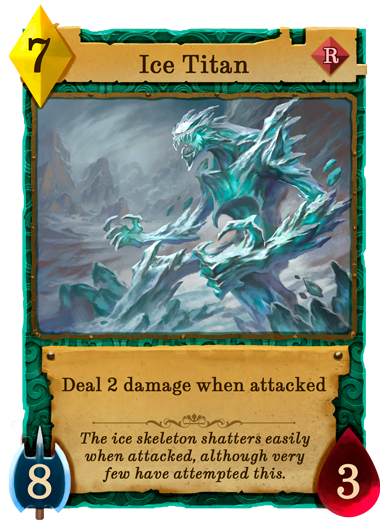 7
Ice Titan
R
Deal 2 damage when attacked
The ice skeleton shatters easily
when attacked, although very
few have attempted this.
8
3